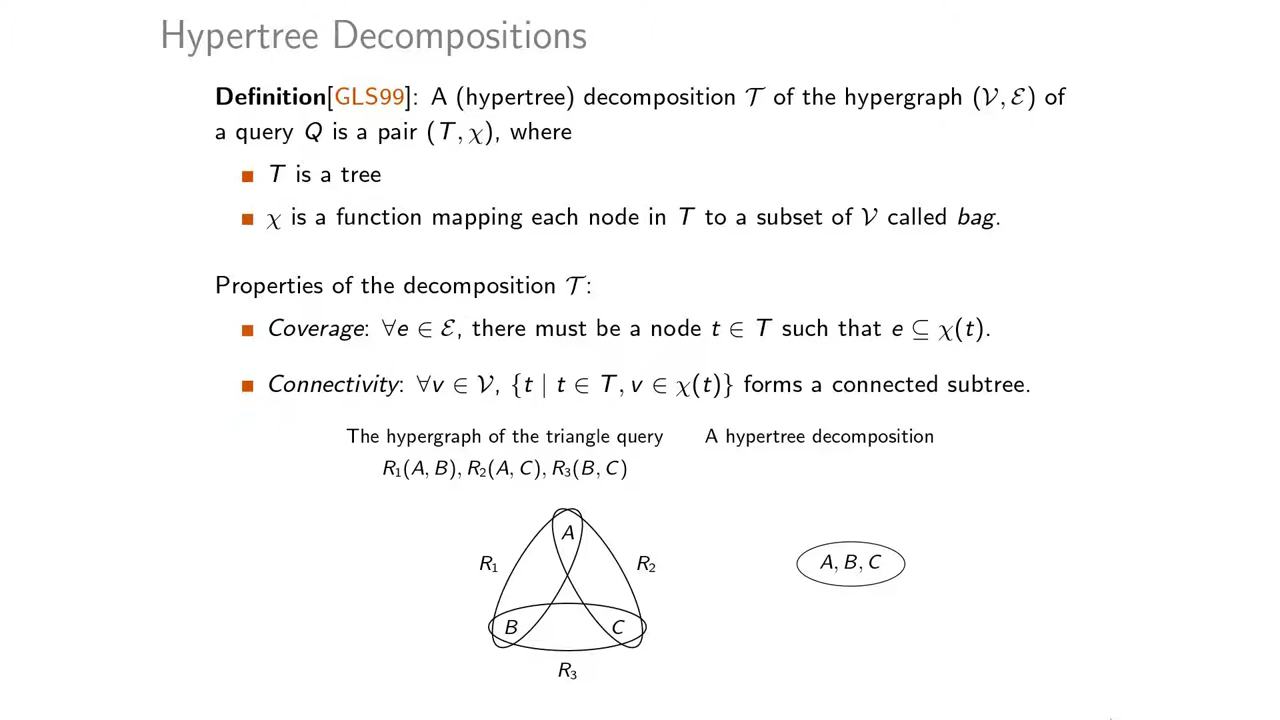 Hypertree Decompositions
Definition[GLS99]: A (hypertree) decomposition 𝒯 of the hypergraph (𝒱, ℰ) of
a query Q is a pair (T, χ), where
■ T is a tree
■ χ is a function mapping each node in T to a subset of 𝒱 called bag.
Properties of the decomposition 𝒯:
■ Coverage: ∀e ∈ ℰ, there must be a node t ∈ T such that e ⊆ χ(t).
■ Connectivity: ∀v ∈ 𝒱, {t | t ∈ T, v ∈ χ(t)} forms a connected subtree.
The hypergraph of the triangle query
R₁(A, B), R₂(A, C), R₃(B, C)
A hypertree decomposition
A
R₁
R₂
B
C
R₃
A, B, C